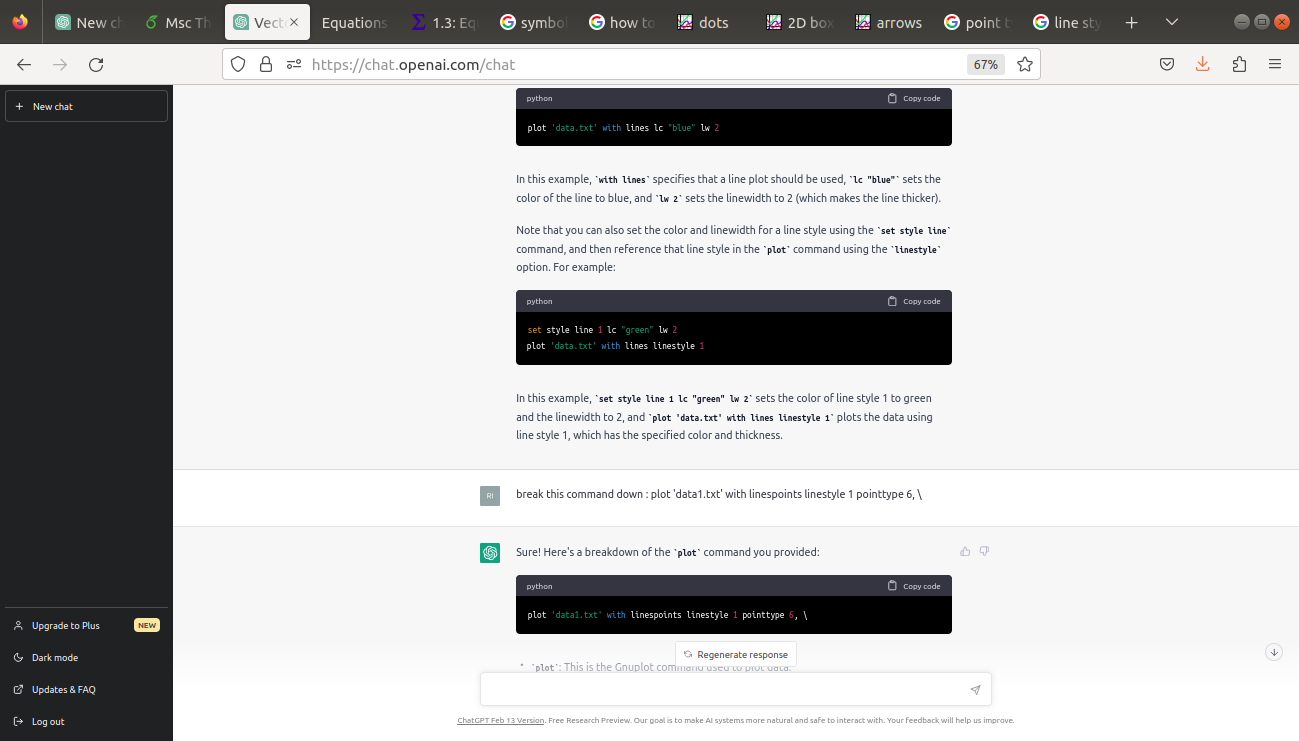 New ch
Msc Th
Vect
Equations
1.3: Eq
symbol
how to
dots
2D box
arrows
point t
line sty
https://chat.openai.com/chat
67%
New chat
python
Copy code
plot 'data.txt' with lines lc "blue" lw 2
In this example, `with lines` specifies that a line plot should be used, `lc "blue"` sets the
color of the line to blue, and `lw 2` sets the linewidth to 2 (which makes the line thicker).
Note that you can also set the color and linewidth for a line style using the `set style line`
command, and then reference that line style in the `plot` command using the `linestyle`
option. For example:
python
Copy code
set style line 1 lc "green" lw 2
plot 'data.txt' with lines linestyle 1
In this example, `set style line 1 lc "green" lw 2` sets the color of line style 1 to green
and the linewidth to 2, and `plot 'data.txt' with lines linestyle 1` plots the data using
line style 1, which has the specified color and thickness.
RI
break this command down : plot 'data1.txt' with linespoints linestyle 1 pointtype 6, \
Sure! Here's a breakdown of the `plot` command you provided:
python
Copy code
plot 'data1.txt' with linespoints linestyle 1 pointtype 6, \
Regenerate response
• `plot`: This is the Gnuplot command used to plot data.
Upgrade to Plus
NEW
Dark mode
Updates & FAQ
Log out
ChatGPT Feb 13 Version. Free Research Preview. Our goal is to make AI systems more natural and safe to interact with. Your feedback will help us improve.